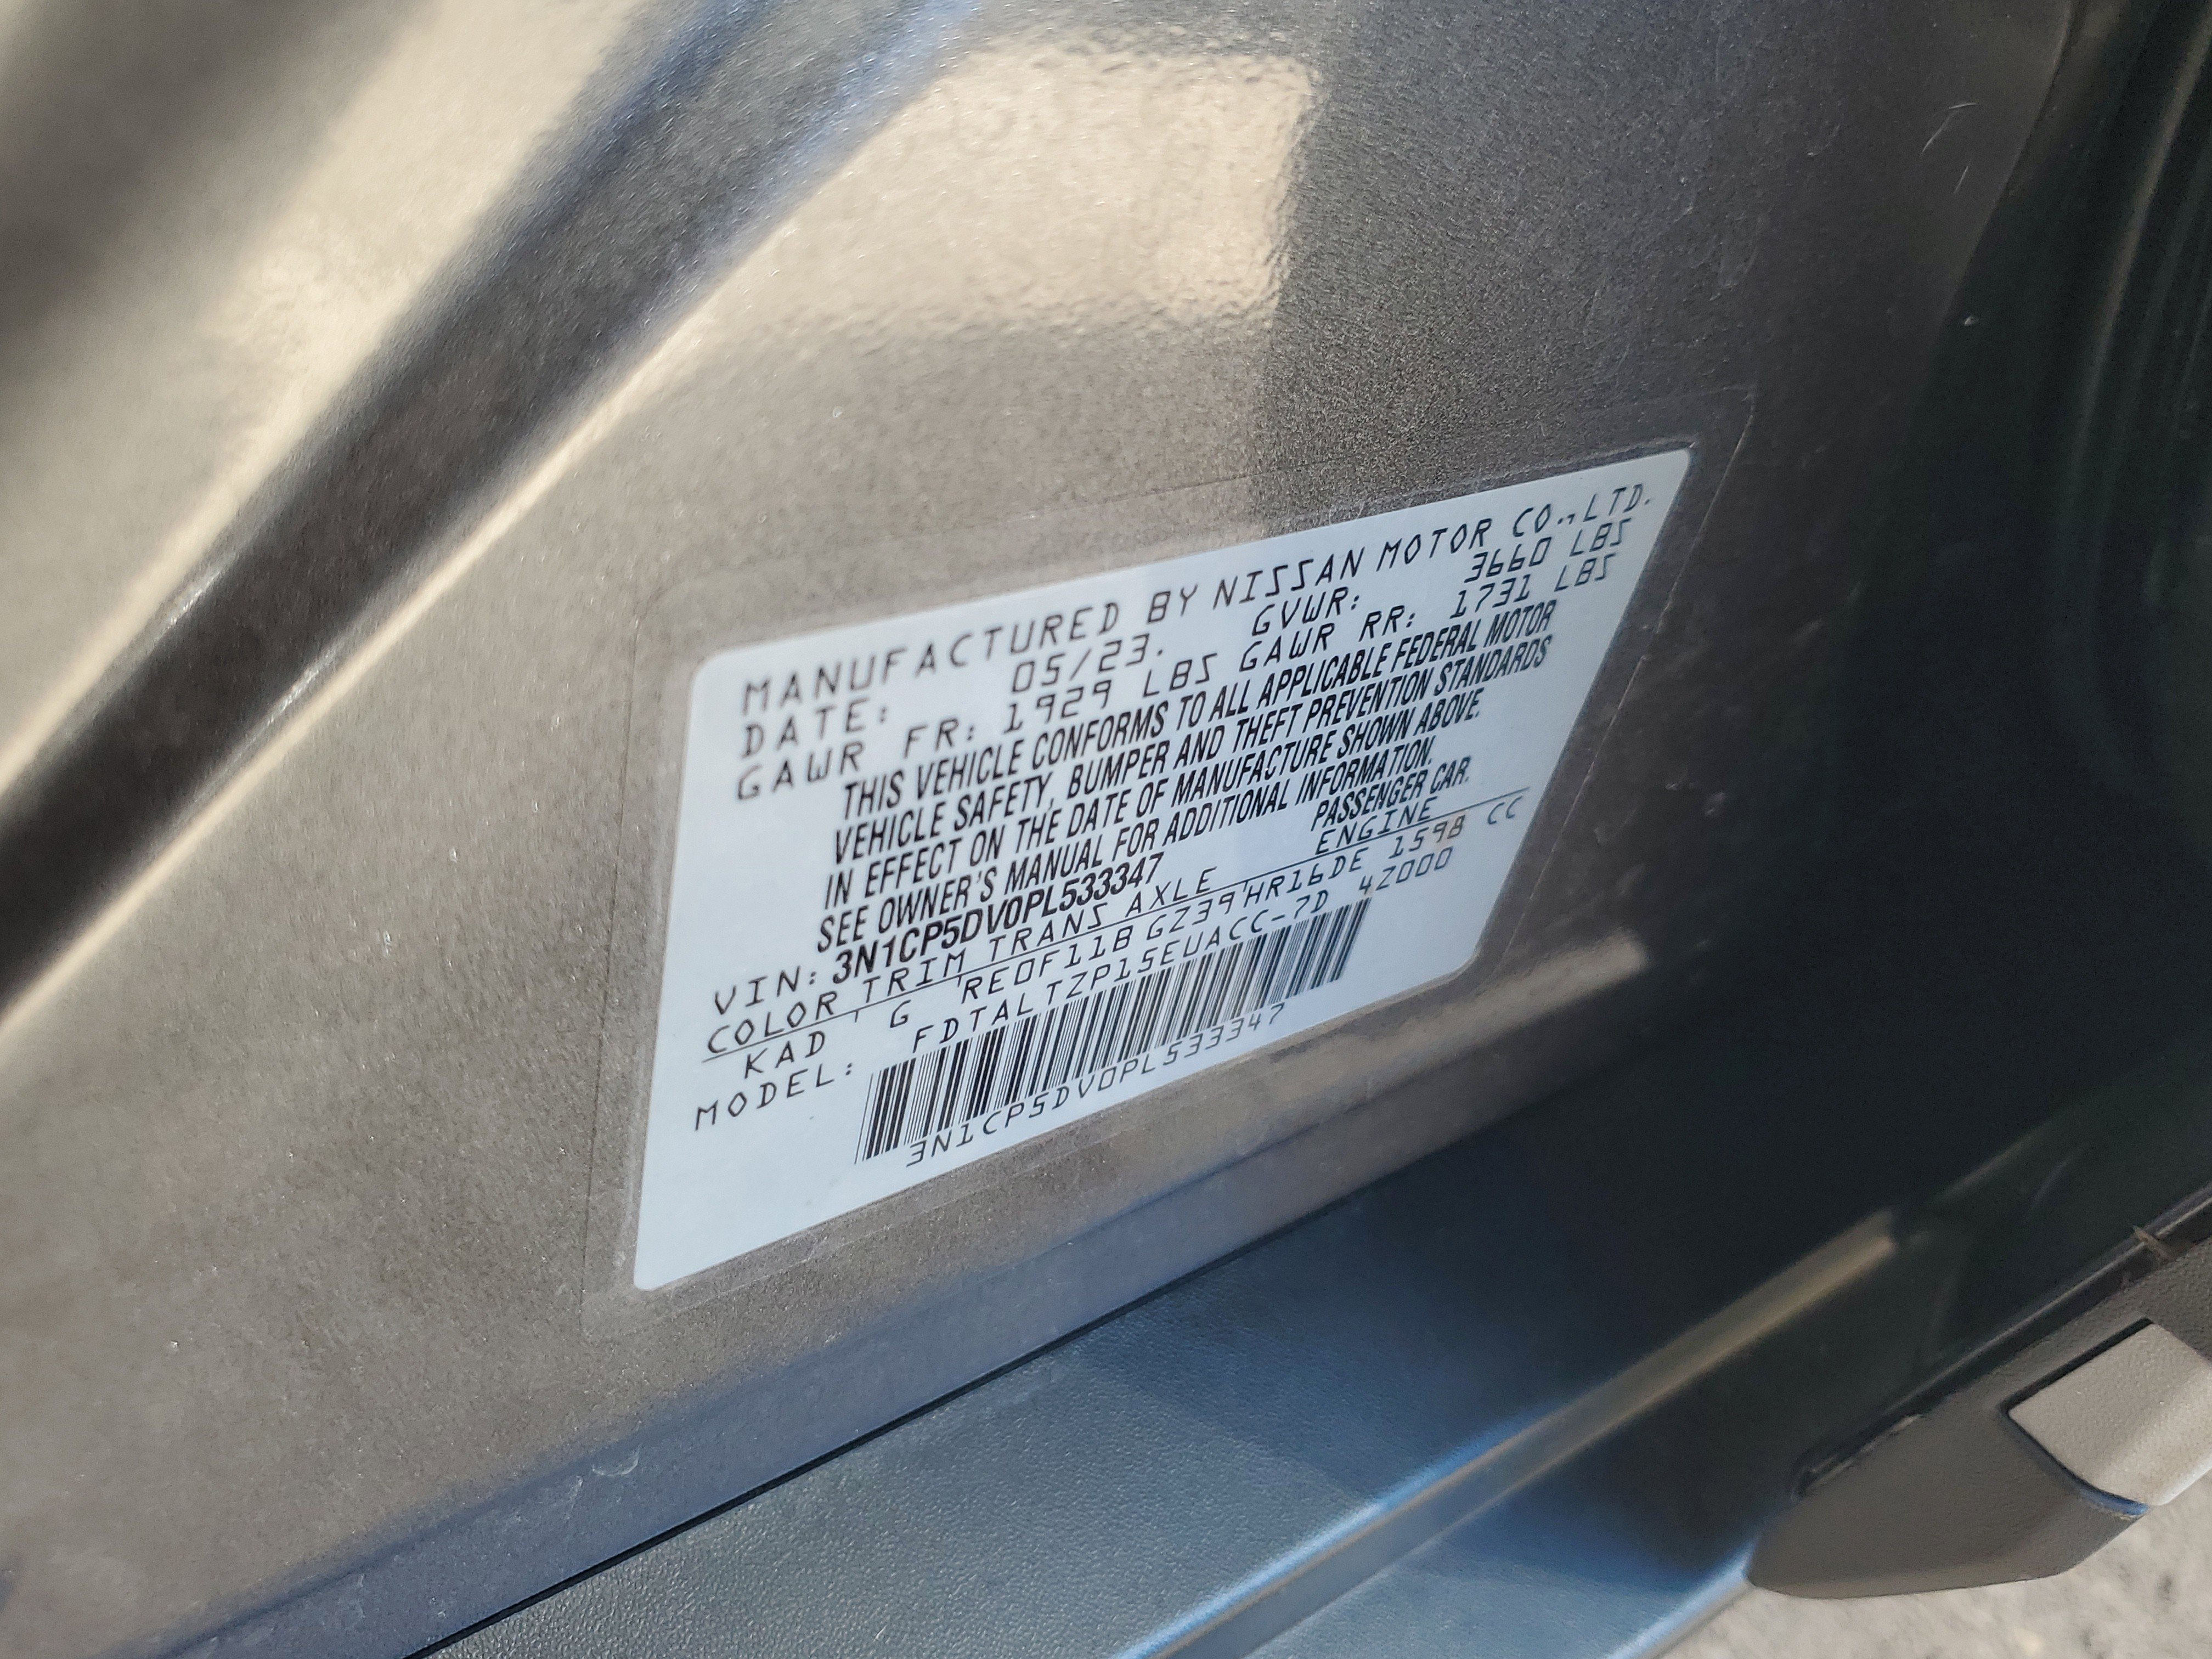 MANUFACTURED BY NISSAN MOTOR CO.,LTD.
DATE: 05/23. GVWR: 3660 LBS
GAWR FR: 1929 LBS GAWR RR: 1731 LBS
THIS VEHICLE CONFORMS TO ALL APPLICABLE FEDERAL MOTOR
VEHICLE SAFETY, BUMPER AND THEFT PREVENTION STANDARDS
IN EFFECT ON THE DATE OF MANUFACTURE SHOWN ABOVE.
SEE OWNER'S MANUAL FOR ADDITIONAL INFORMATION.
VIN: 3N1CP5DV0PL533347 PASSENGER CAR.
COLOR TRIM TRANS AXLE ENGINE
KAD G RE0F11B GZ39 HR16DE 1598 CC
MODEL: FDTALTZP15EUACC-7D 4Z000
3N1CP5DV0PL533347